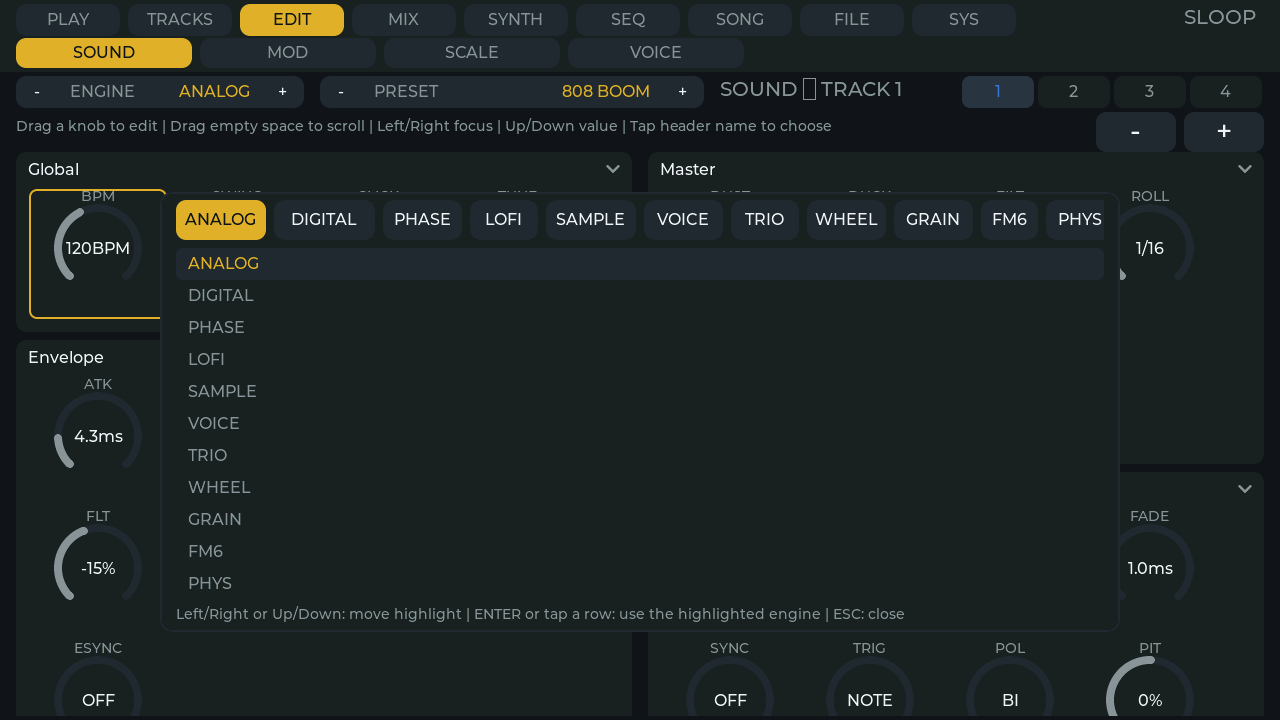 PLAY TRACKS EDIT MIX SYNTH SEQ SONG FILE SYS SLOOP
SOUND MOD SCALE VOICE
- ENGINE ANALOG + - PRESET 808 BOOM + SOUND TRACK 1 1 2 3 4
Drag a knob to edit | Drag empty space to scroll | Left/Right focus | Up/Down value | Tap header name to choose - +
Global Master
BPM ROLL
120BPM 1/16
ANALOG DIGITAL PHASE LOFI SAMPLE VOICE TRIO WHEEL GRAIN FM6 PHYS
ANALOG
DIGITAL
PHASE
LOFI
SAMPLE
VOICE
TRIO
WHEEL
GRAIN
FM6
PHYS
Left/Right or Up/Down: move highlight | ENTER or tap a row: use the highlighted engine | ESC: close
Envelope
ATK
4.3ms
FLT FADE
-15% 1.0ms
ESYNC SYNC TRIG POL PIT
OFF OFF NOTE BI 0%